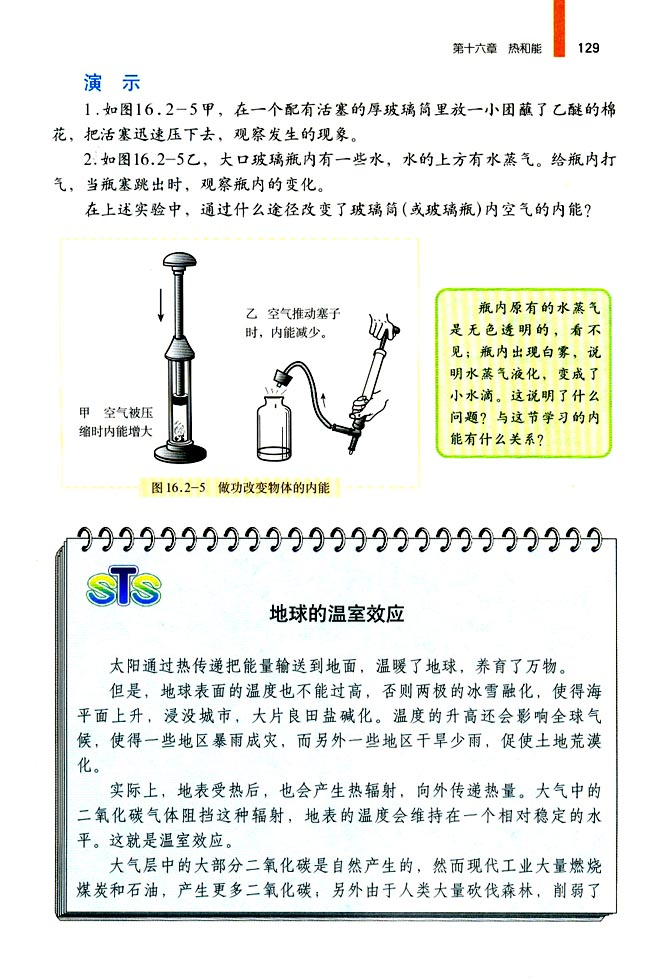 第十六章 热和能 129
演 示
1.如图16.2-5甲，在一个配有活塞的厚玻璃筒里放一小团蘸了乙醚的棉
花，把活塞迅速压下去，观察发生的现象。
2.如图16.2-5乙，大口玻璃瓶内有一些水，水的上方有水蒸气。给瓶内打
气，当瓶塞跳出时，观察瓶内的变化。
在上述实验中，通过什么途径改变了玻璃筒(或玻璃瓶)内空气的内能？
乙 空气推动塞子
时，内能减少。
甲 空气被压
缩时内能增大
图16.2-5 做功改变物体的内能
瓶内原有的水蒸气
是无色透明的，看不
见；瓶内出现白雾，说
明水蒸气液化，变成了
小水滴。这说明了什么
问题？与这节学习的内
能有什么关系？
STS
地球的温室效应
太阳通过热传递把能量输送到地面，温暖了地球，养育了万物。
但是，地球表面的温度也不能过高，否则两极的冰雪融化，使得海
平面上升，浸没城市，大片良田盐碱化。温度的升高还会影响全球气
候，使得一些地区暴雨成灾，而另外一些地区干旱少雨，促使土地荒漠
化。
实际上，地表受热后，也会产生热辐射，向外传递热量。大气中的
二氧化碳气体阻挡这种辐射，地表的温度会维持在一个相对稳定的水
平。这就是温室效应。
大气层中的大部分二氧化碳是自然产生的，然而现代工业大量燃烧
煤炭和石油，产生更多二氧化碳；另外由于人类大量砍伐森林，削弱了